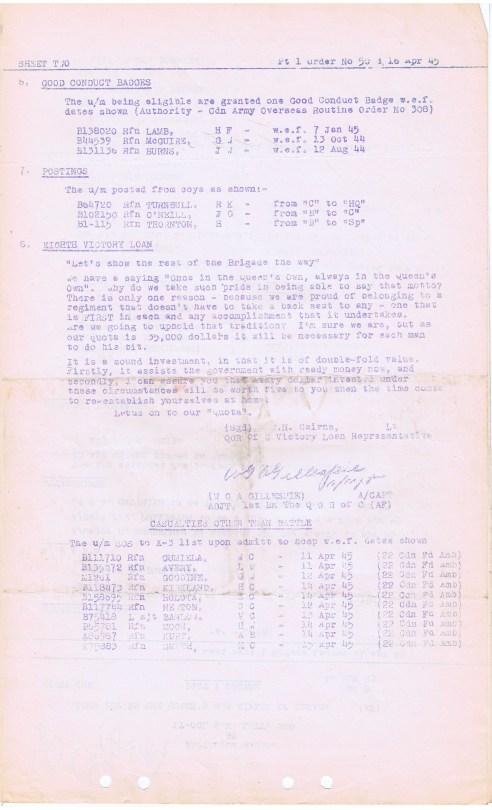 SHEET TWO Pt 1 Order No 50 , 16 Apr 45
6. GOOD CONDUCT BADGES
The u/m being eligible are granted one Good Conduct Badge w.e.f.
dates shown (Authority - Cdn Army Overseas Routine Order No 308)
B138020 Rfn LAMB, H F - w.e.f. 7 Jan 45
B44539 Rfn McGUIRE, G J - w.e.f. 13 Oct 44
B131136 Rfn BURNS, J J - w.e.f. 12 Aug 44
7. POSTINGS
The u/m posted from coys as shown:-
B64720 Rfn TURNBULL, R E - from "C" to "HQ"
B102150 Rfn O'NEILL, J G - from "B" to "C"
Rfn THORNTON, H - from "B" to "Sp"
8. EIGHTH VICTORY LOAN
"Let's show the rest of the Brigade the way"
We have a saying "Once in the Queen's Own, always in the Queen's
Own". Why do we take such pride in being able to say that motto?
There is only one reason - because we are proud of belonging to a
regiment that doesn't have to take a back seat to any - one that
is FIRST in each and any accomplishment that it undertakes.
Are we going to uphold that tradition? I'm sure we are, but as
our quota is 35,000 dollars it will be necessary for each man
to do his bit.
It is a sound investment, in that it is of double-fold value.
Firstly, it assists the government with ready money now, and
secondly, I can assure you that every dollar invested under
these circumstances will be worth five to you when the time comes
to re-establish yourselves at home.
Let us on to our "Quota".
(Sgd) J.H. Cairns, Lt
QOR of C Victory Loan Representative
(W G A GILLESPIE) A/CAPT
ADJT, 1st Bn The Q O R of C (AF)
CASUALTIES OTHER THAN BATTLE
The u/m SOS to X-3 list upon admitt to hosp w.e.f. dates shown
B111710 Rfn - 11 Apr 45 (22 Cdn Fd Amb)
Rfn AVERY, - 11 Apr 45 (22 Cdn Fd Amb)
Rfn GOODINE, - 12 Apr 45 (22 Cdn Fd Amb)
B118473 Rfn KIRKLAND, - 14 Apr 45 (22 Cdn Fd Amb)
Rfn - 14 Apr 45 (22 Cdn Fd Amb)
B117744 Rfn - 12 Apr 45 (22 Cdn Fd Amb)
B75418 - 13 Apr 45 (22 Cdn Fd Amb)
Rfn - 14 Apr 45 (22 Cdn Fd Amb)
Rfn - 14 Apr 45 (22 Cdn Fd Amb)
Rfn SMITH, - 15 Apr 45 (22 Cdn Fd Amb)